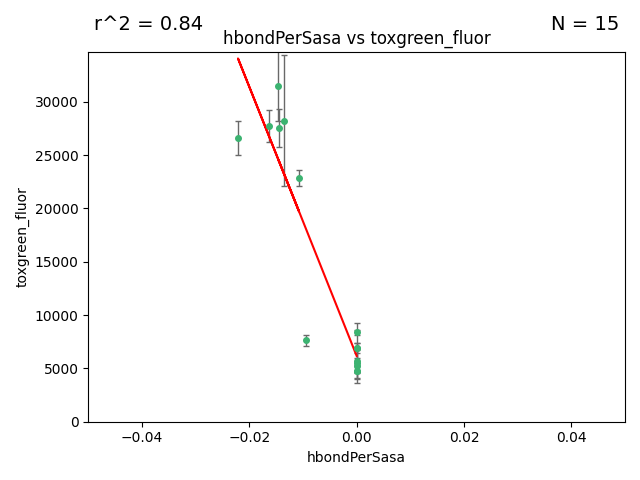 r^2 = 0.84
N = 15
hbondPerSasa vs toxgreen_fluor
30000
25000
20000
15000
10000
5000
0
toxgreen_fluor
−0.04
−0.02
0.00
0.02
0.04
hbondPerSasa